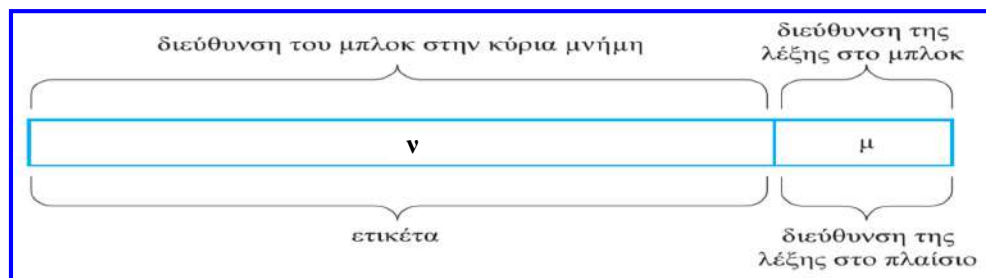 διεύθυνση του μπλοκ στην κύρια μνήμη
διεύθυνση της
λέξης στο μπλοκ
ν
μ
ετικέτα
διεύθυνση της
λέξης στο πλαίσιο